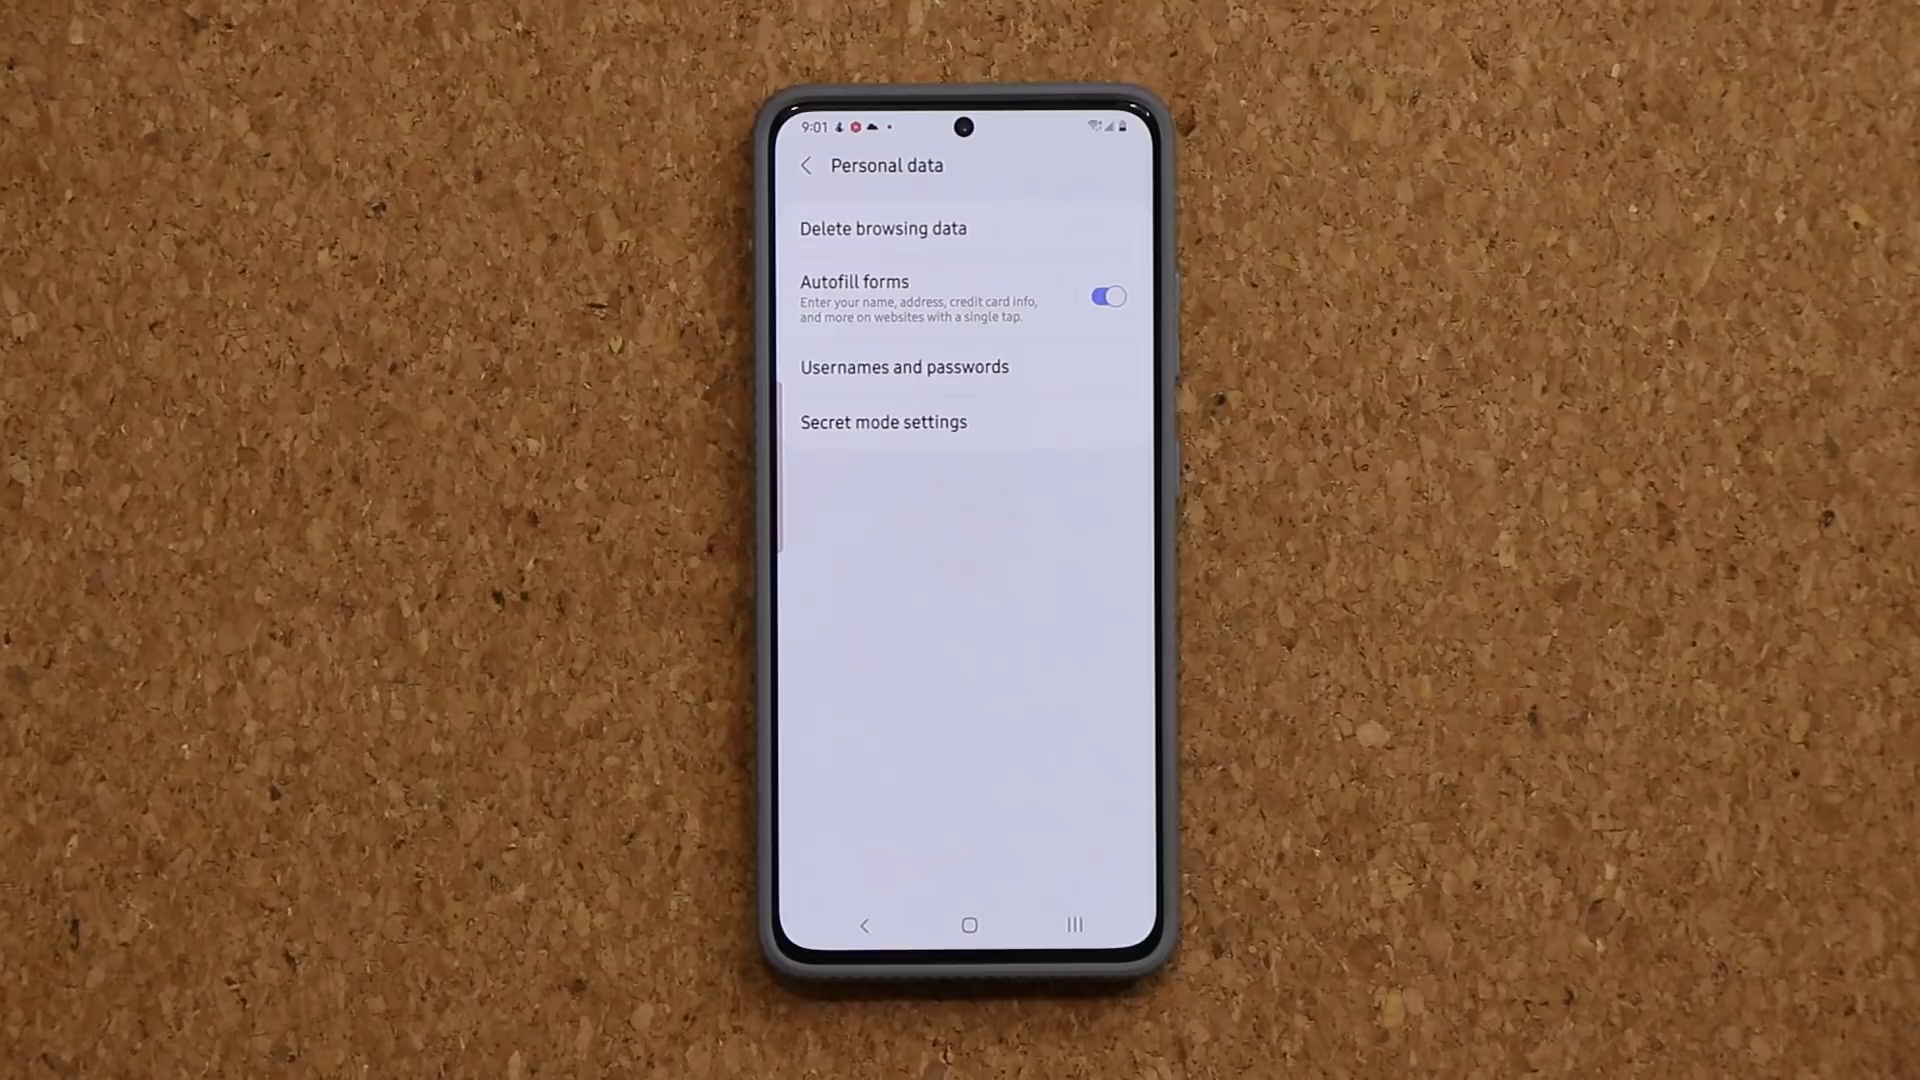 9:01
Personal data
Delete browsing data
Autofill forms
Enter your name, address, credit card info,
and more on websites with a single tap.
Usernames and passwords
Secret mode settings